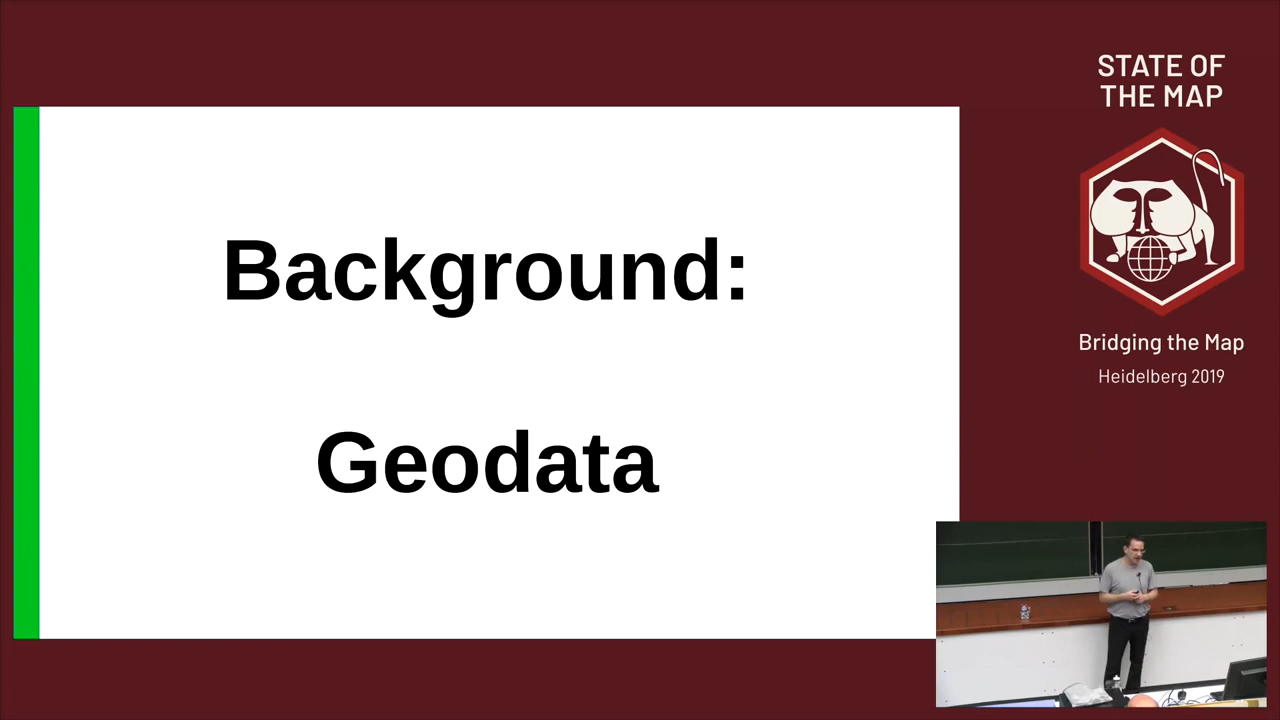 STATE OF
THE MAP
Background:
Geodata
Bridging the Map
Heidelberg 2019